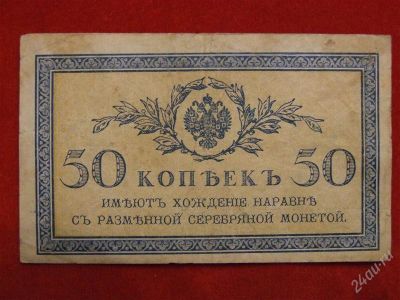 50 КОПѢЕКЪ 50
ИМѢЮТЪ ХОЖДЕНІЕ НАРАВНѢ
СЪ РАЗМѢННОЙ СЕРЕБРЯНОЙ МОНЕТОЙ.
24au.ru